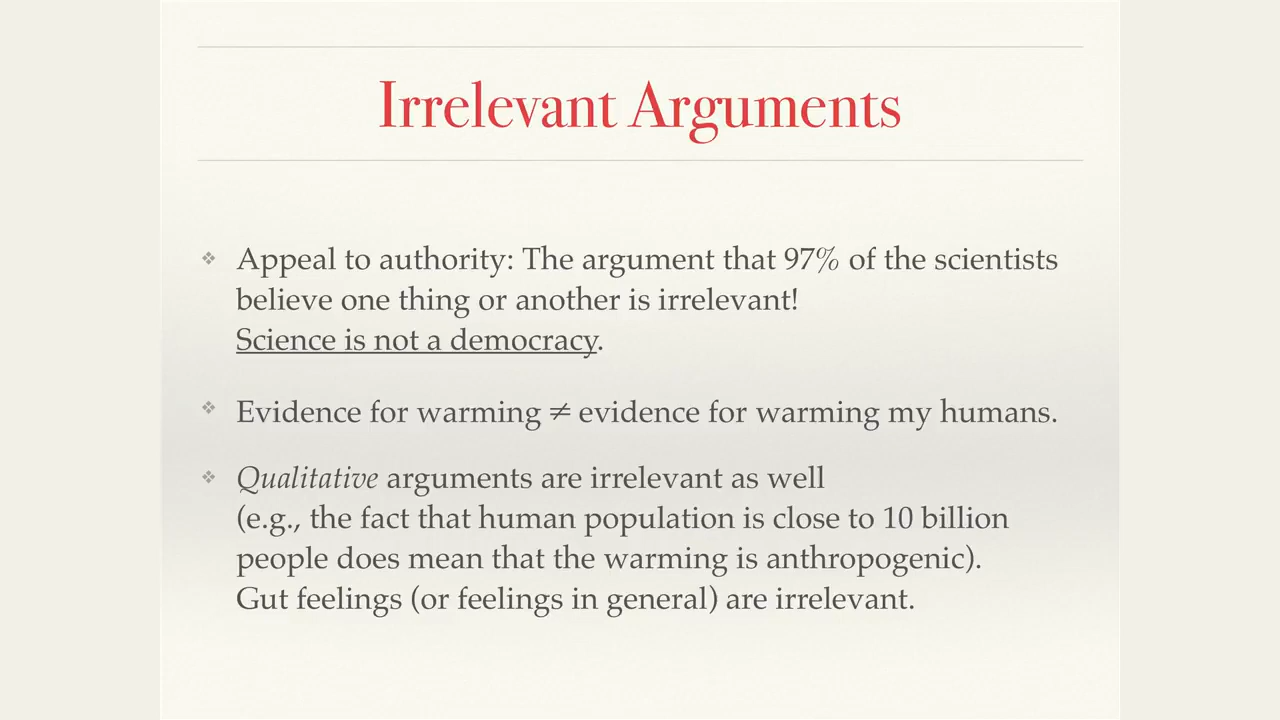 Irrelevant Arguments
❖ Appeal to authority: The argument that 97% of the scientists
believe one thing or another is irrelevant!
Science is not a democracy.
❖ Evidence for warming ≠ evidence for warming my humans.
❖ Qualitative arguments are irrelevant as well
(e.g., the fact that human population is close to 10 billion
people does mean that the warming is anthropogenic).
Gut feelings (or feelings in general) are irrelevant.